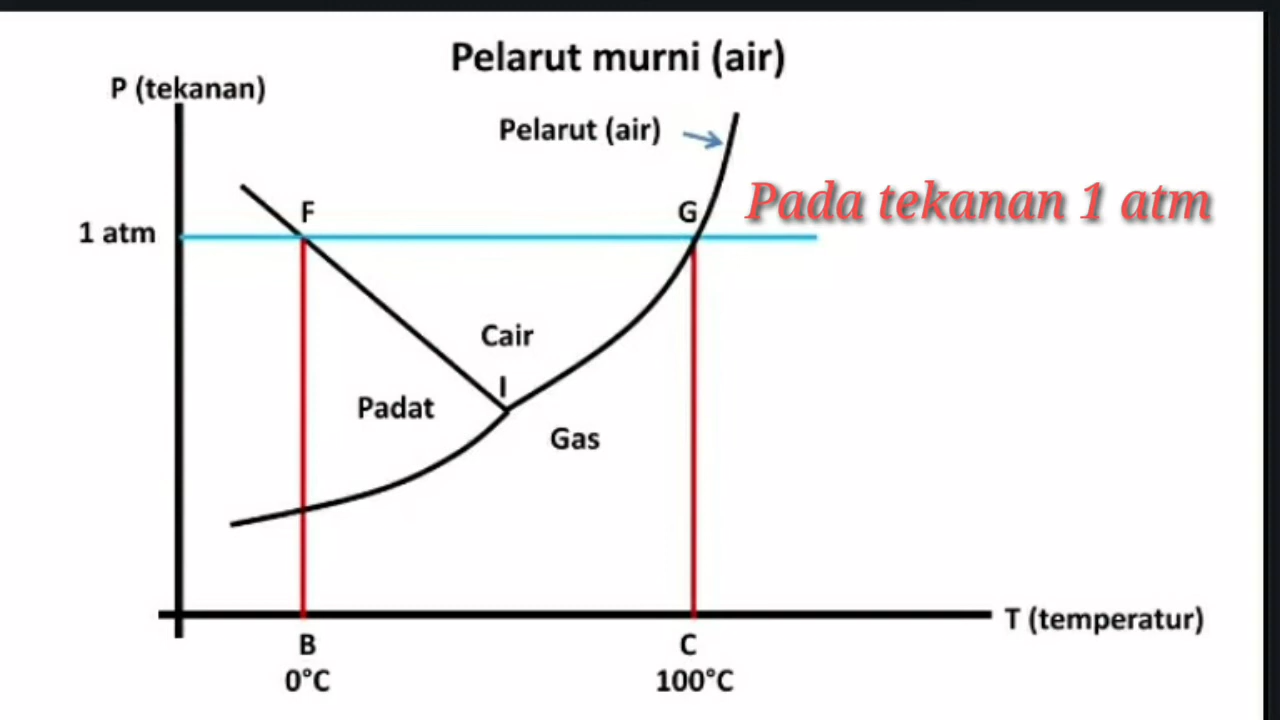 Pelarut murni (air)
P (tekanan)
Pelarut (air)
Pada tekanan 1 atm
F
G
1 atm
Cair
I
Padat
Gas
T (temperatur)
B
C
0°C
100°C